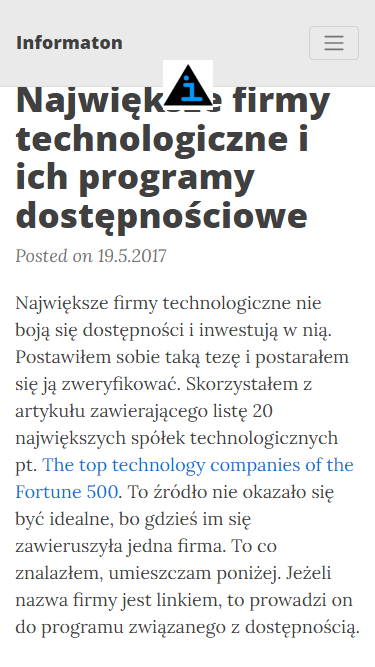 Informaton
Największe firmy
technologiczne i
ich programy
dostępnościowe
Posted on 19.5.2017
Największe firmy technologiczne nie
boją się dostępności i inwestują w nią.
Postawiłem sobie taką tezę i postarałem
się ją zweryfikować. Skorzystałem z
artykułu zawierającego listę 20
największych spółek technologicznych
pt. The top technology companies of the
Fortune 500. To źródło nie okazało się
być idealne, bo gdzieś im się
zawieruszyła jedna firma. To co
znalazłem, umieszczam poniżej. Jeżeli
nazwa firmy jest linkiem, to prowadzi on
do programu związanego z dostępnością.